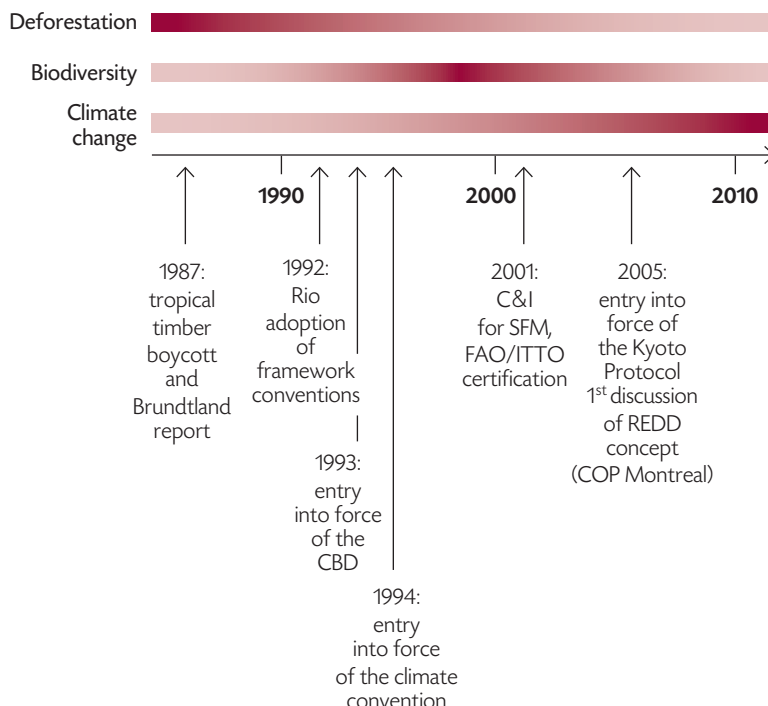 Deforestation
Biodiversity
Climate
change
1990
2000
2010
1987:
tropical
timber
boycott
and
Brundtland
report
1992:
Rio
adoption
of
framework
conventions
1993:
entry
into force
of the
CBD
1994:
entry
into force
of the climate
convention
2001:
C&I
for SFM,
FAO/ITTO
certification
2005:
entry into
force of
the Kyoto
Protocol
1st discussion
of REDD
concept
(COP Montreal)